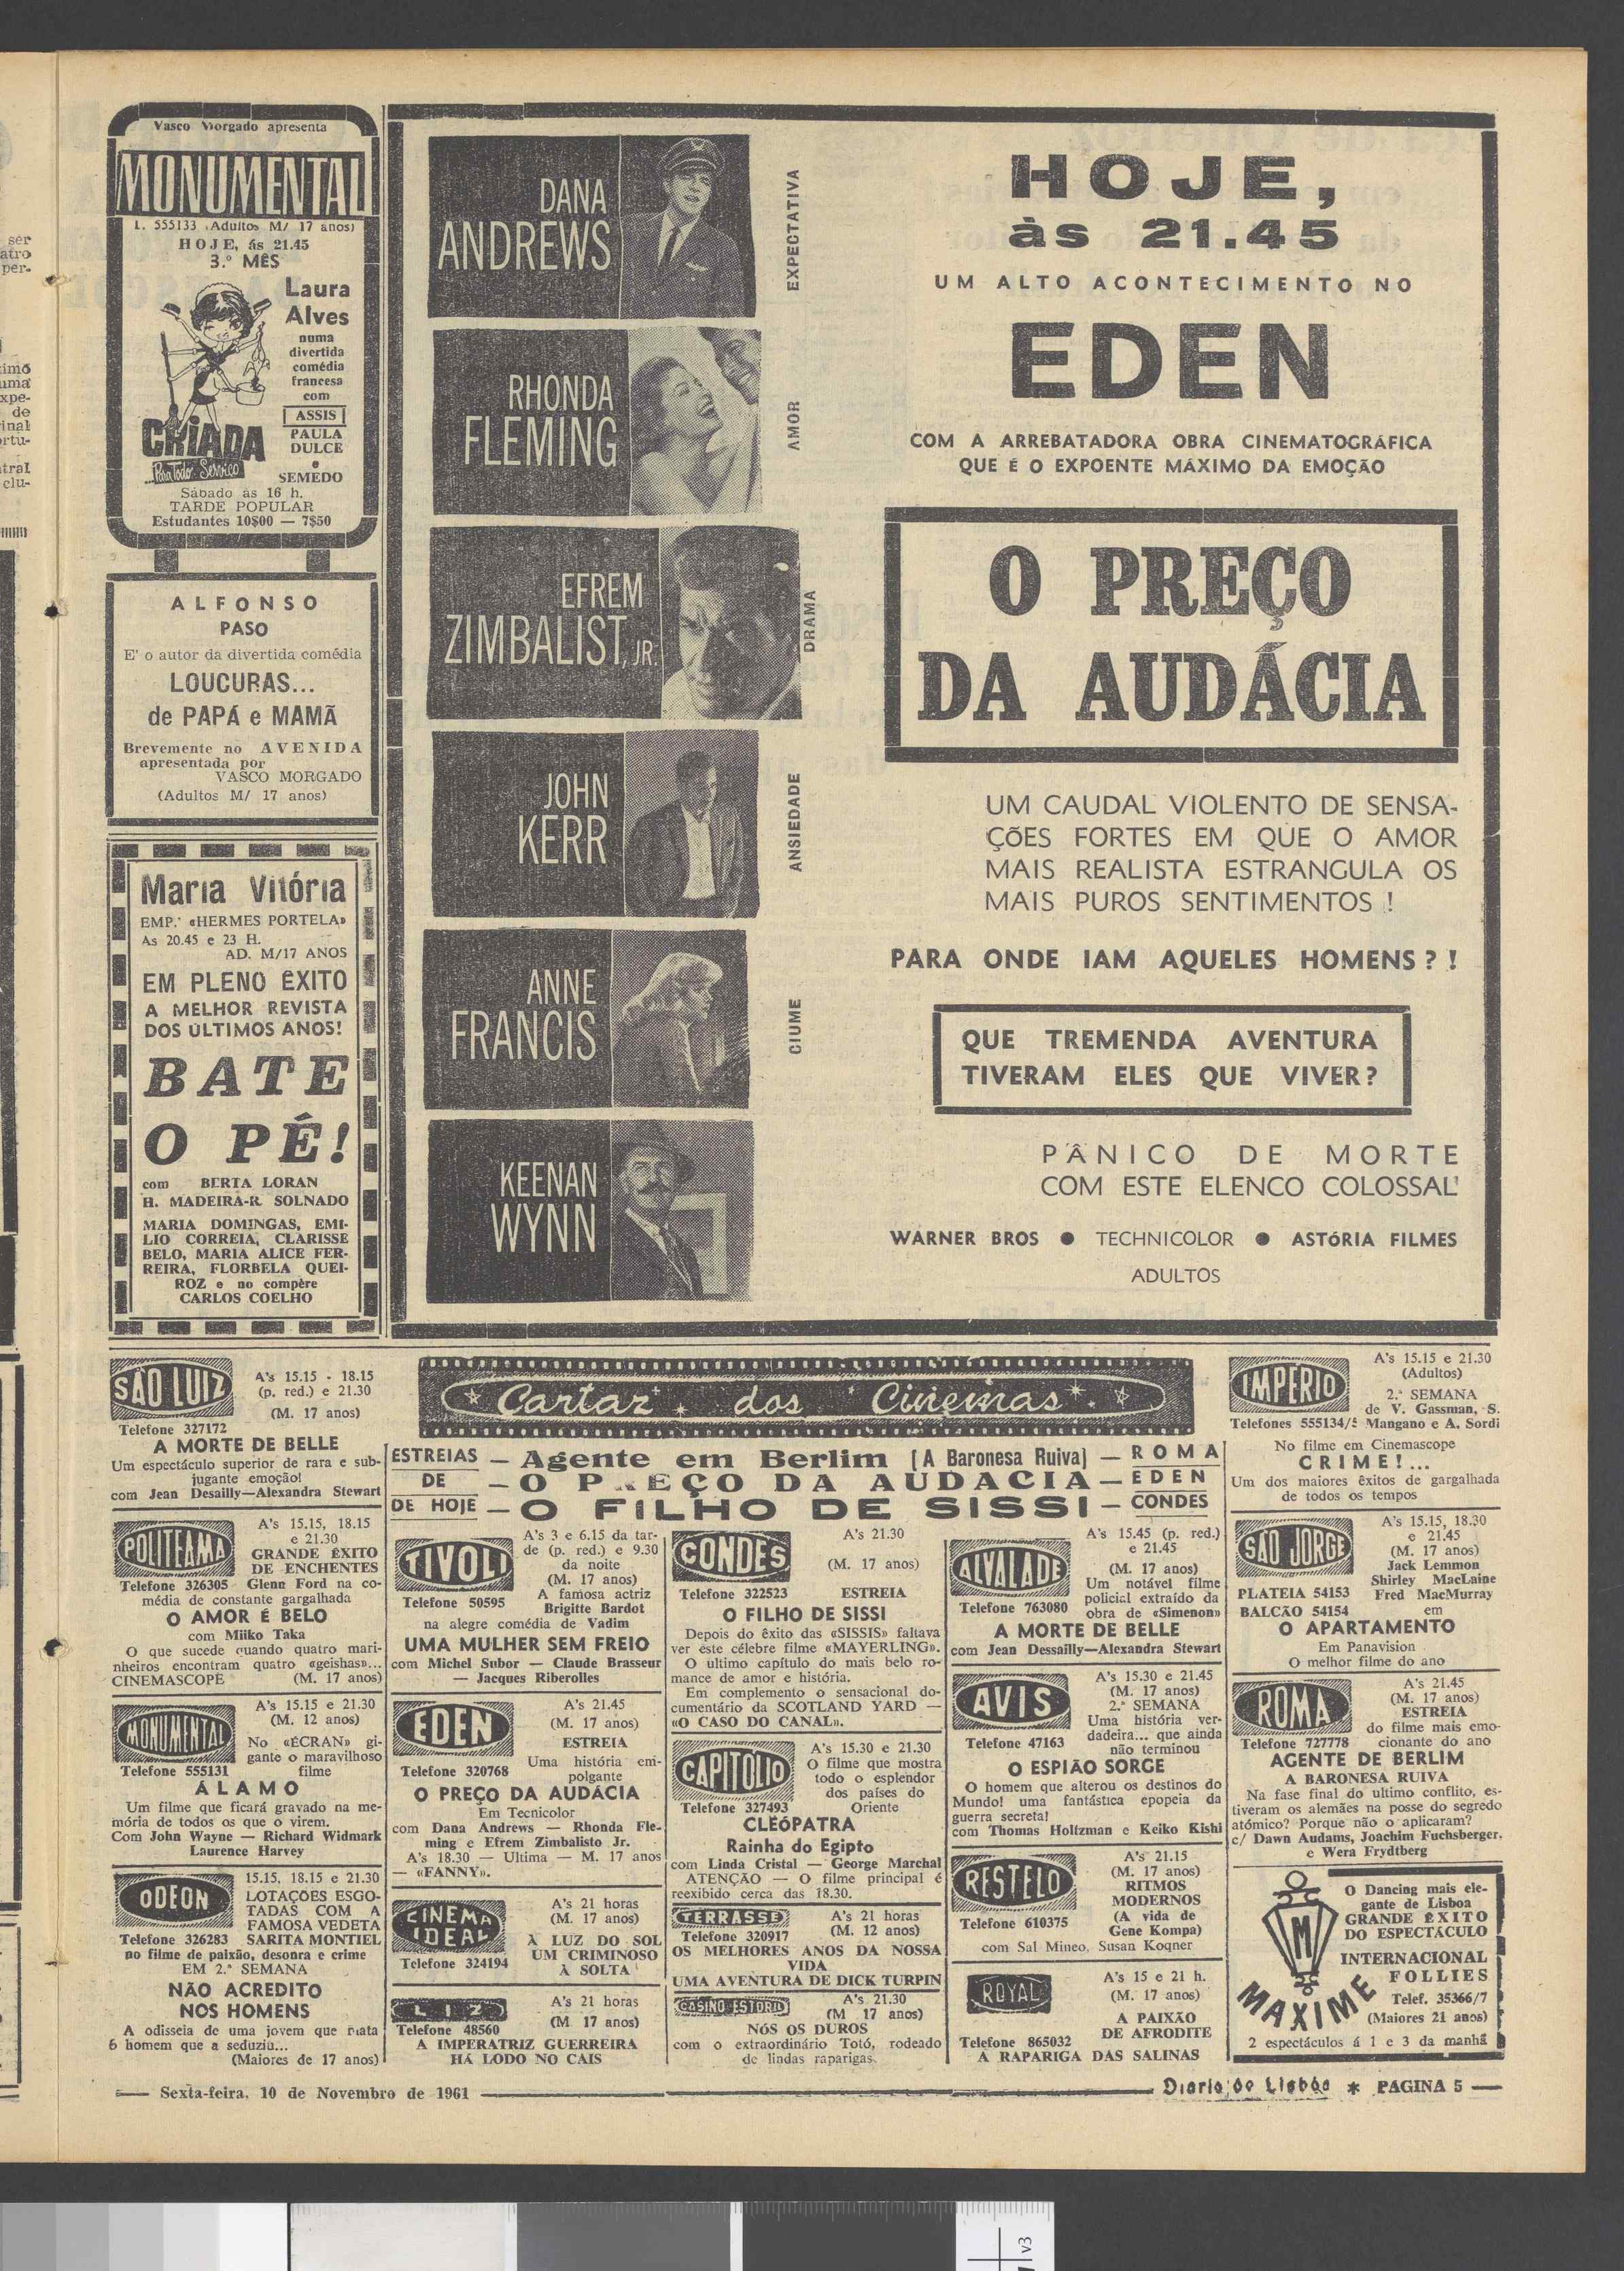 Vasco Morgado apresenta
MONUMENTAL
T. 555133 (Adultos M/ 17 anos)
HOJE, ás 21.45
3.º MÊS
Laura
Alves
numa
divertida
comédia
francesa
com
ASSIS
PAULA
DULCE
e
SEMEDO
CRIADA
...Para Todo Serviço
Sábado ás 16 h.
TARDE POPULAR
Estudantes 10$00 — 7$50
ALFONSO
PASO
E' o autor da divertida comédia
LOUCURAS...
de PAPÁ e MAMÃ
Brevemente no AVENIDA
apresentada por
VASCO MORGADO
(Adultos M/ 17 anos)
Maria Vitória
EMP.' «HERMES PORTELA»
As 20.45 e 23 H.
AD. M/17 ANOS
EM PLENO ÊXITO
A MELHOR REVISTA
DOS ULTIMOS ANOS!
BATE
O PÉ!
com BERTA LORAN
H. MADEIRA-R. SOLNADO
MARIA DOMINGAS, EMI-
LIO CORREIA, CLARISSE
BELO, MARIA ALICE FER-
REIRA, FLORBELA QUEI-
ROZ e no compère
CARLOS COELHO
DANA
ANDREWS
EXPECTATIVA
RHONDA
FLEMING
AMOR
EFREM
ZIMBALIST, JR.
DRAMA
JOHN
KERR
ANSIEDADE
ANNE
FRANCIS
CIUME
KEENAN
WYNN
HOJE,
às 21.45
UM ALTO ACONTECIMENTO NO
EDEN
COM A ARREBATADORA OBRA CINEMATOGRÁFICA
QUE É O EXPOENTE MÁXIMO DA EMOÇÃO
O PREÇO
DA AUDÁCIA
UM CAUDAL VIOLENTO DE SENSA-
ÇÕES FORTES EM QUE O AMOR
MAIS REALISTA ESTRANGULA OS
MAIS PUROS SENTIMENTOS !
PARA ONDE IAM AQUELES HOMENS ? !
QUE TREMENDA AVENTURA
TIVERAM ELES QUE VIVER?
PÂNICO DE MORTE
COM ESTE ELENCO COLOSSAL!
WARNER BROS ● TECHNICOLOR ● ASTÓRIA FILMES
ADULTOS
Cartaz dos Cinemas
ESTREIAS — Agente em Berlim (A Baronesa Ruiva) — ROMA
DE — O PREÇO DA AUDACIA — EDEN
DE HOJE — O FILHO DE SISSI — CONDES
SÃO LUIZ
A's 15.15 - 18.15
(p. red.) e 21.30
(M. 17 anos)
Telefone 327172
A MORTE DE BELLE
Um espectáculo superior de rara e sub-
jugante emoção!
com Jean Desailly—Alexandra Stewart
POLITEAMA
A's 15.15, 18.15
e 21.30
GRANDE ÊXITO
DE ENCHENTES
Telefone 326305 Glenn Ford na co-
média de constante gargalhada
O AMOR É BELO
com Miiko Taka
O que sucede quando quatro mari-
nheiros encontram quatro «geishas»...
CINEMASCOPE (M. 17 anos)
MONUMENTAL
A's 15.15 e 21.30
(M. 12 anos)
No «ÉCRAN» gi-
gante o maravilhoso
Telefone 555131 filme
ÁLAMO
Um filme que ficará gravado na me-
mória de todos os que o virem.
Com John Wayne — Richard Widmark
Laurence Harvey
ODEON
15.15, 18.15 e 21.30
LOTAÇÕES ESGO-
TADAS COM A
FAMOSA VEDETA
Telefone 326283 SARITA MONTIEL
no filme de paixão, desonra e crime
EM 2.ª SEMANA
NÃO ACREDITO
NOS HOMENS
A odisseia de uma jovem que mata
o homem que a seduziu...
(Maiores de 17 anos)
TIVOLI
A's 3 e 6.15 da tar-
de (p. red.) e 9.30
da noite
(M. 17 anos)
A famosa actriz
Telefone 50595 Brigitte Bardot
na alegre comédia de Vadim
UMA MULHER SEM FREIO
com Michel Subor — Claude Brasseur
— Jacques Riberolles
EDEN
A's 21.45
(M. 17 anos)
ESTREIA
Uma história em-
Telefone 320768 polgante
O PREÇO DA AUDÁCIA
Em Tecnicolor
com Dana Andrews — Rhonda Fle-
ming e Efrem Zimbalisto Jr.
A's 18.30 — Ultima — M. 17 anos
— «FANNY».
CINEMA
IDEAL
A's 21 horas
(M. 17 anos)
Telefone 324194
À LUZ DO SOL
UM CRIMINOSO
À SOLTA
LIZ
A's 21 horas
(M 17 anos)
Telefone 48560
A IMPERATRIZ GUERREIRA
HÁ LODO NO CAIS
CONDES
A's 21.30
(M. 17 anos)
Telefone 322523 ESTREIA
O FILHO DE SISSI
Depois do êxito das «SISSIS» faltava
ver êste célebre filme «MAYERLING».
O ultimo capítulo do mais belo ro-
mance de amor e história.
Em complemento o sensacional do-
cumentário da SCOTLAND YARD —
«O CASO DO CANAL».
CAPITOLIO
A's 15.30 e 21.30
O filme que mostra
todo o esplendor
dos países do
Telefone 327493 Oriente
CLEÓPATRA
Rainha do Egipto
com Linda Cristal — George Marchal
ATENÇÃO — O filme principal é
reexibido cerca das 18.30.
TERRASSE
A's 21 horas
Telefone 320917 (M. 12 anos)
OS MELHORES ANOS DA NOSSA
VIDA
UMA AVENTURA DE DICK TURPIN
CASINO ESTORIL
A's 21.30
(M 17 anos)
NÓS OS DUROS
com o extraordinário Totó, rodeado
de lindas raparigas.
ALVALADE
A's 15.45 (p. red.)
e 21.45
(M. 17 anos)
Um notável filme
policial extraído da
Telefone 763080 obra de «Simenon»
A MORTE DE BELLE
com Jean Dessailly—Alexandra Stewart
AVIS
A's 15.30 e 21.45
(M. 17 anos)
2.ª SEMANA
Uma história ver-
dadeira... que ainda
Telefone 47163 não terminou
O ESPIÃO SORGE
O homem que alterou os destinos do
Mundo! uma fantástica epopeia da
guerra secreta!
com Thomas Holtzman e Keiko Kishi
RESTELO
A's 21.15
(M. 17 anos)
RITMOS
MODERNOS
(A vida de
Telefone 610375 Gene Kompa)
com Sal Mineo, Susan Koqner
ROYAL
A's 15 e 21 h.
(M. 17 anos)
A PAIXÃO
Telefone 865032 DE AFRODITE
A RAPARIGA DAS SALINAS
IMPÉRIO
A's 15.15 e 21.30
(Adultos)
2.ª SEMANA
de V. Gassman, S.
Telefones 555134/5 Mangano e A. Sordi
No filme em Cinemascope
CRIME!...
Um dos maiores êxitos de gargalhada
de todos os tempos
SÃO JORGE
A's 15.15, 18.30
e 21.45
(M. 17 anos)
Jack Lemmon
Shirley MacLaine
PLATEIA 54153 Fred MacMurray
BALCÃO 54154 em
O APARTAMENTO
Em Panavision
O melhor filme do ano
ROMA
A's 21.45
(M. 17 anos)
ESTREIA
do filme mais emo-
Telefone 727778 cionante do ano
AGENTE DE BERLIM
A BARONESA RUIVA
Na fase final do ultimo conflito, es-
tiveram os alemães na posse do segredo
atómico? Porque não o aplicaram?
c/ Dawn Audams, Joachim Fuchsberger,
e Wera Frydtberg
M
MAXIME
O Dancing mais ele-
gante de Lisboa
GRANDE ÊXITO
DO ESPECTÁCULO
INTERNACIONAL
FOLLIES
Telef. 35366/7
(Maiores 21 anos)
2 espectáculos á 1 e 3 da manhã
Sexta-feira, 10 de Novembro de 1961
Diario de Lisboa * PAGINA 5